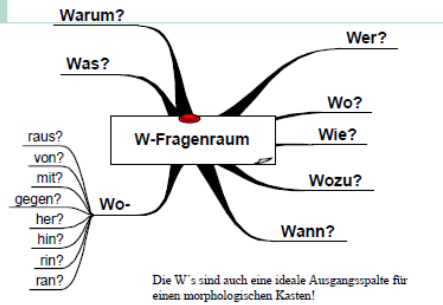 Warum?
Wer?
Was?
Wo?
W-Fragenraum
Wie?
raus?
von?
mit?
gegen?
her?
hin?
rin?
ran?
Wo-
Wozu?
Wann?
Die W´s sind auch eine ideale Ausgangsspalte für
einen morphologischen Kasten!